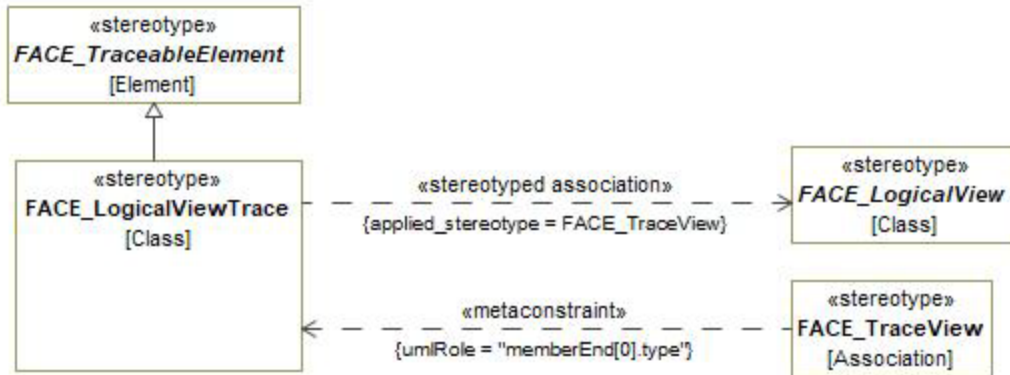 «stereotype»
FACE_TraceableElement
[Element]
«stereotype»
FACE_LogicalViewTrace
[Class]
«stereotyped association»
{applied_stereotype = FACE_TraceView}
«stereotype»
FACE_LogicalView
[Class]
«metaconstraint»
{umlRole = "memberEnd[0].type"}
«stereotype»
FACE_TraceView
[Association]